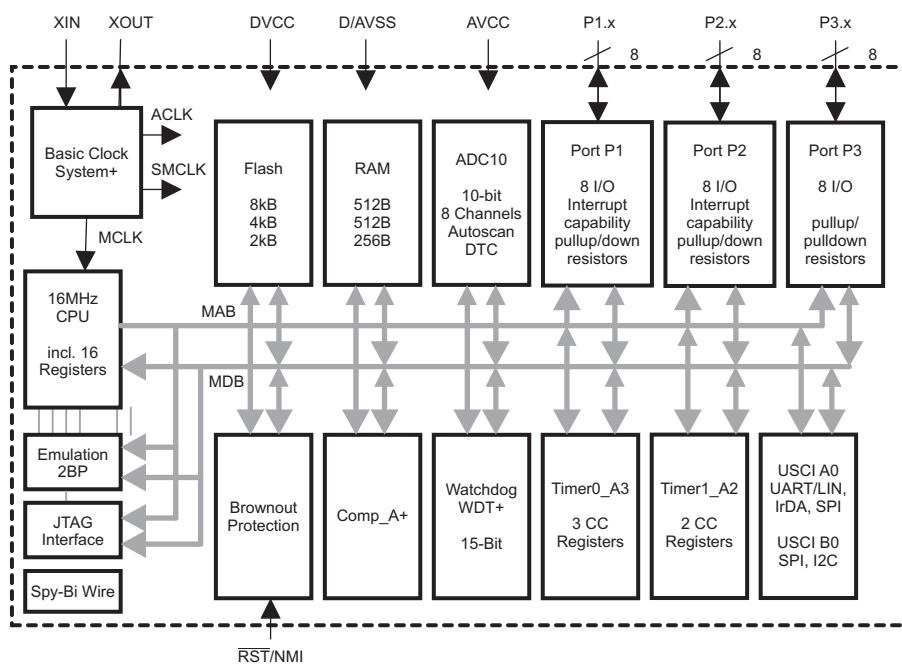 XIN
XOUT
DVCC
D/AVSS
AVCC
P1.x
P2.x
P3.x
8
8
8
Basic Clock
System+
ACLK
SMCLK
MCLK
Flash
8kB
4kB
2kB
RAM
512B
512B
256B
ADC10
10-bit
8 Channels
Autoscan
DTC
Port P1
8 I/O
Interrupt
capability
pullup/down
resistors
Port P2
8 I/O
Interrupt
capability
pullup/down
resistors
Port P3
8 I/O
pullup/
pulldown
resistors
16MHz
CPU
incl. 16
Registers
MAB
MDB
Emulation
2BP
JTAG
Interface
Spy-Bi Wire
Brownout
Protection
Comp_A+
Watchdog
WDT+
15-Bit
Timer0_A3
3 CC
Registers
Timer1_A2
2 CC
Registers
USCI A0
UART/LIN,
IrDA, SPI
USCI B0
SPI, I2C
RST/NMI